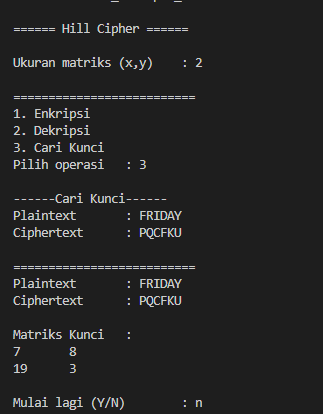 ====== Hill Cipher ======
Ukuran matriks (x,y)    : 2
==========================
1. Enkripsi
2. Dekripsi
3. Cari Kunci
Pilih operasi   : 3
------Cari Kunci------
Plaintext       : FRIDAY
Ciphertext      : PQCFKU
==========================
Plaintext       : FRIDAY
Ciphertext      : PQCFKU
Matriks Kunci   :
7       8
19      3
Mulai lagi (Y/N)        : n